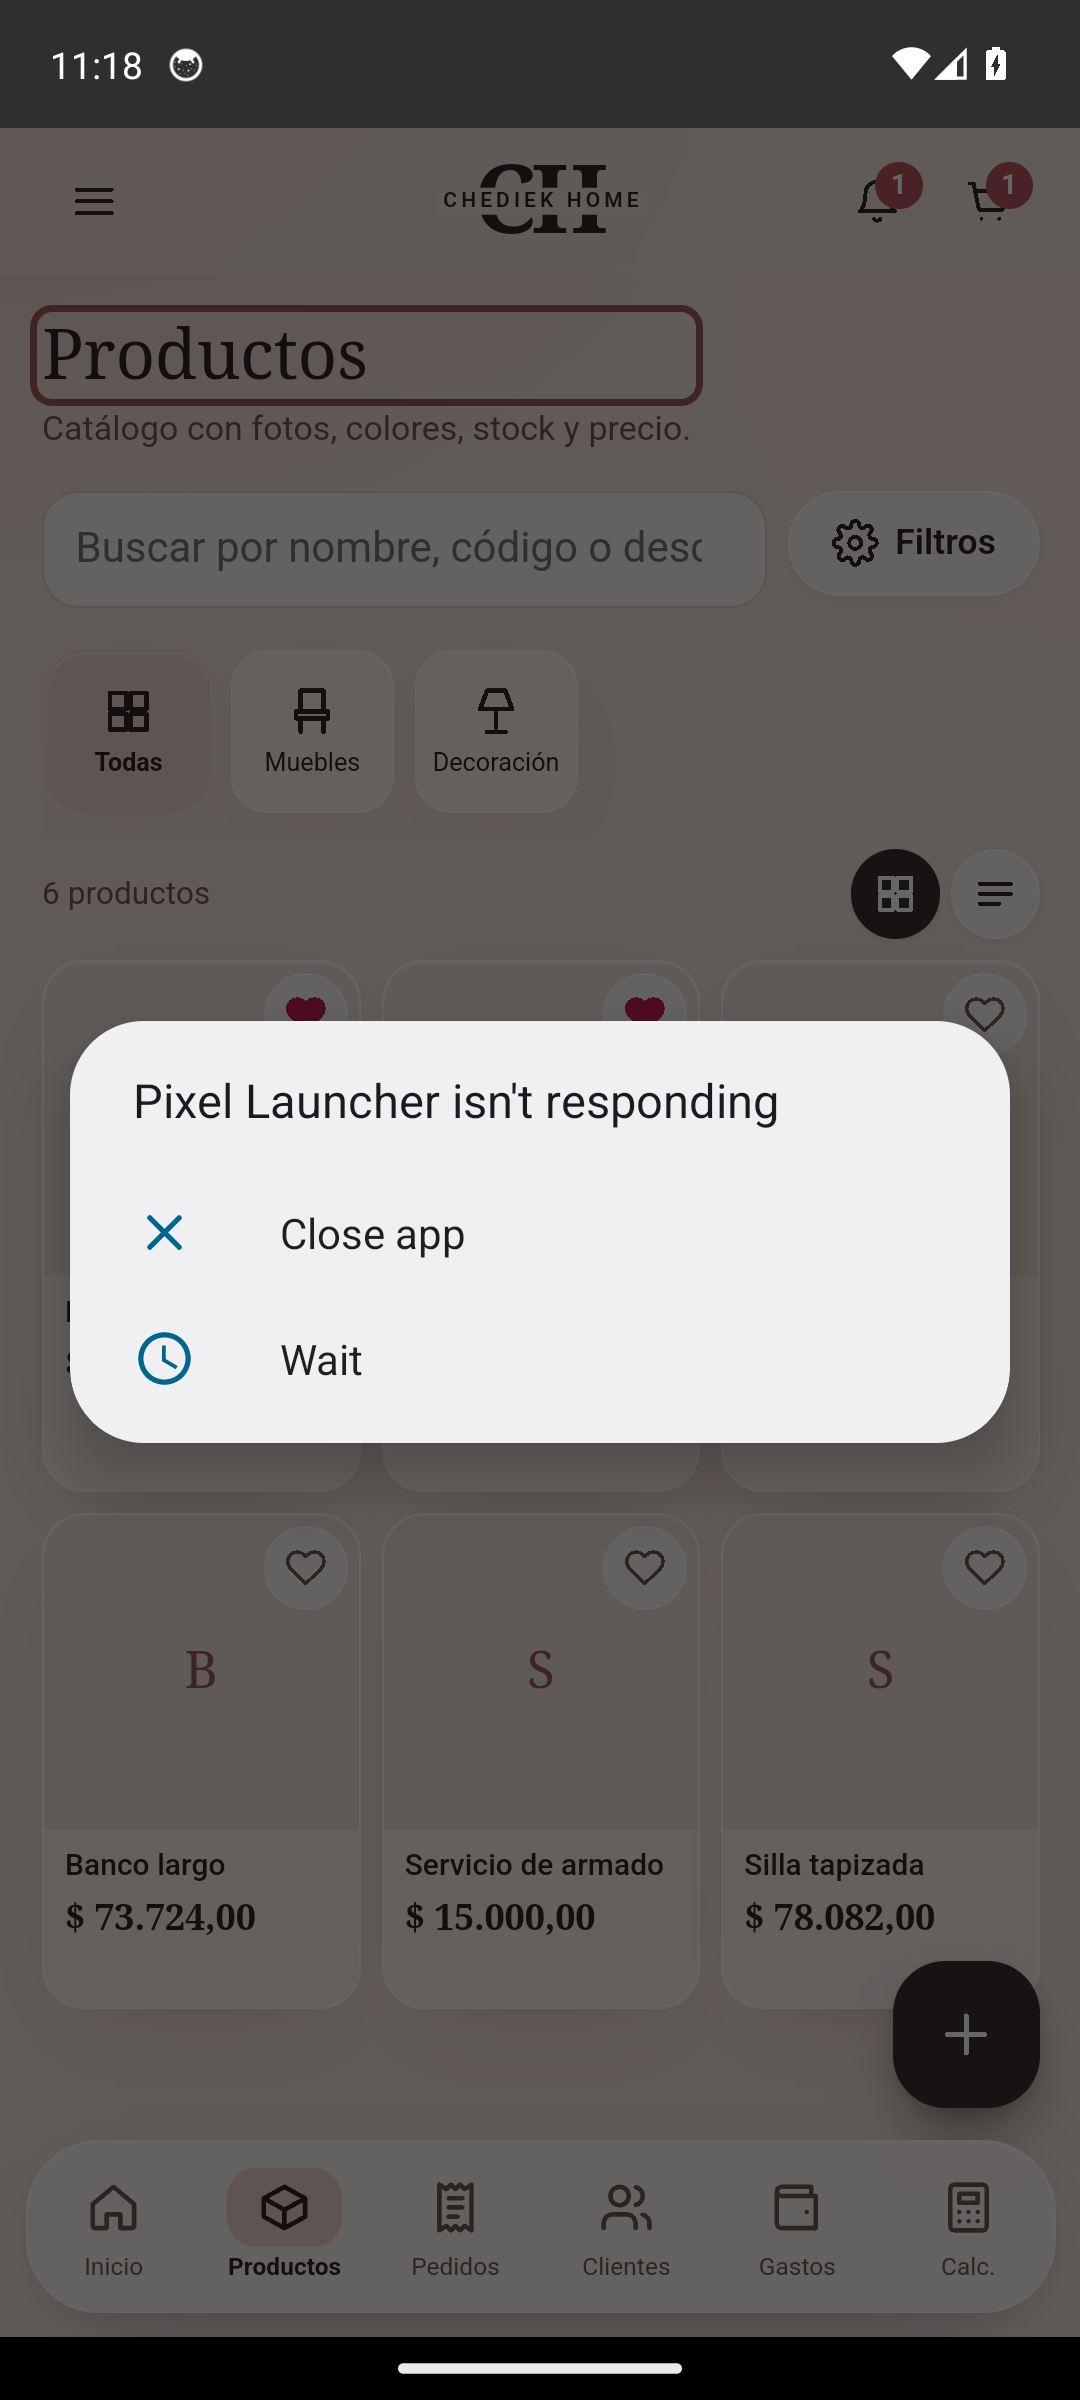 11:18
CH
CHEDIEK HOME
1
1
Productos
Catálogo con fotos, colores, stock y precio.
Buscar por nombre, código o desc
Filtros
Todas
Muebles
Decoración
6 productos
Pixel Launcher isn't responding
Close app
Wait
B
S
S
Banco largo
Servicio de armado
Silla tapizada
$ 73.724,00
$ 15.000,00
$ 78.082,00
Inicio
Productos
Pedidos
Clientes
Gastos
Calc.